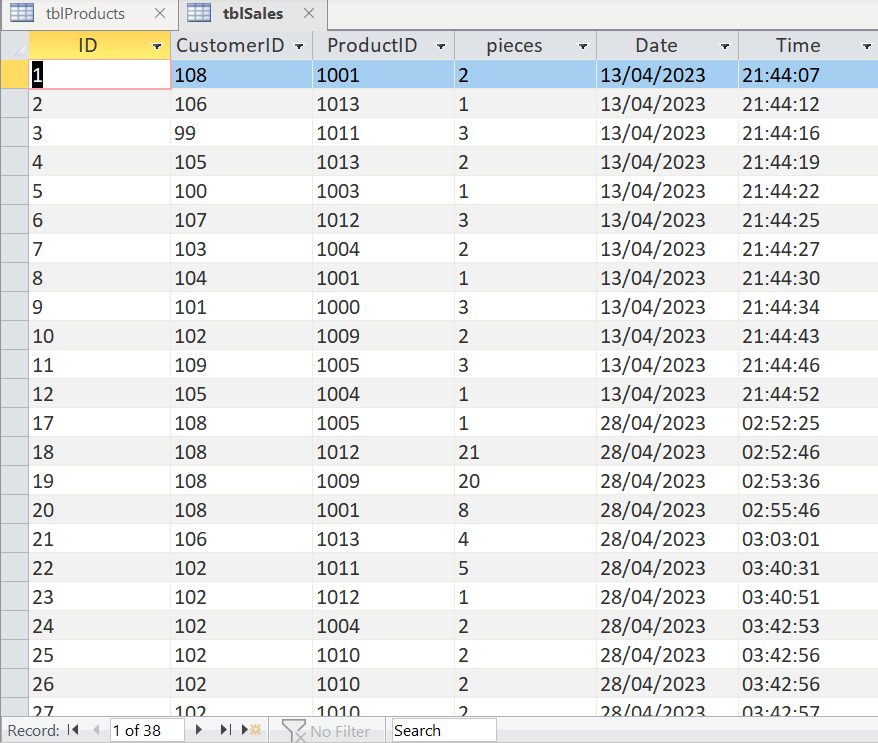 tblProducts tblSales
ID CustomerID ProductID pieces Date Time
1 108 1001 2 13/04/2023 21:44:07
2 106 1013 1 13/04/2023 21:44:12
3 99 1011 3 13/04/2023 21:44:16
4 105 1013 2 13/04/2023 21:44:19
5 100 1003 1 13/04/2023 21:44:22
6 107 1012 3 13/04/2023 21:44:25
7 103 1004 2 13/04/2023 21:44:27
8 104 1001 1 13/04/2023 21:44:30
9 101 1000 3 13/04/2023 21:44:34
10 102 1009 2 13/04/2023 21:44:43
11 109 1005 3 13/04/2023 21:44:46
12 105 1004 1 13/04/2023 21:44:52
17 108 1005 1 28/04/2023 02:52:25
18 108 1012 21 28/04/2023 02:52:46
19 108 1009 20 28/04/2023 02:53:36
20 108 1001 8 28/04/2023 02:55:46
21 106 1013 4 28/04/2023 03:03:01
22 102 1011 5 28/04/2023 03:40:31
23 102 1012 1 28/04/2023 03:40:51
24 102 1004 2 28/04/2023 03:42:53
25 102 1010 2 28/04/2023 03:42:56
26 102 1010 2 28/04/2023 03:42:56
27 102 1010 2 28/04/2023 03:42:57
Record: 1 of 38 No Filter Search